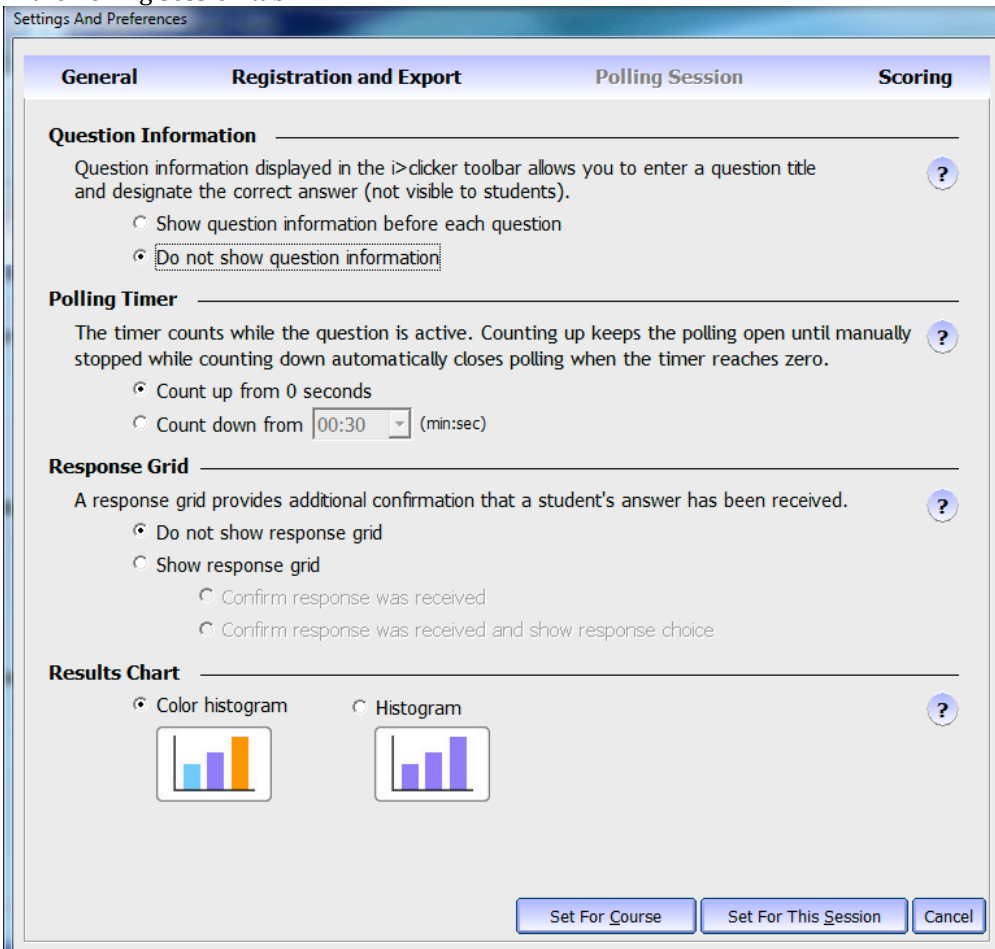 Settings And Preferences
General Registration and Export Polling Session Scoring
Question Information
Question information displayed in the i>clicker toolbar allows you to enter a question title
and designate the correct answer (not visible to students).
?
Show question information before each question
Do not show question information
Polling Timer
The timer counts while the question is active. Counting up keeps the polling open until manually
stopped while counting down automatically closes polling when the timer reaches zero.
?
Count up from 0 seconds
Count down from 00:30 (min:sec)
Response Grid
A response grid provides additional confirmation that a student's answer has been received.
?
Do not show response grid
Show response grid
Confirm response was received
Confirm response was received and show response choice
Results Chart
Color histogram Histogram
?
Set For Course Set For This Session Cancel